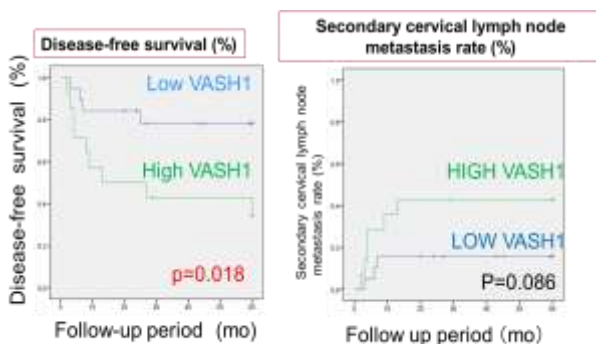 Disease-free survival (%)
Disease-free survival (%)
Low VASH1
High VASH1
p=0.018
Follow-up period (mo)
Secondary cervical lymph node
metastasis rate (%)
Secondary cervical lymph node
metastasis rate (%)
HIGH VASH1
LOW VASH1
P=0.086
Follow up period (mo)